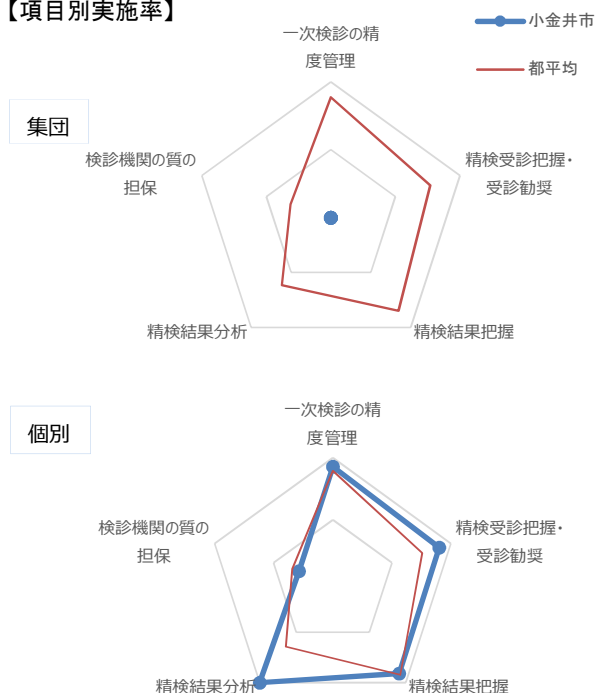 【項目別実施率】
小金井市
都平均
集団
一次検診の精
度管理
精検受診把握・
受診勧奨
精検結果把握
精検結果分析
検診機関の質の
担保
個別
一次検診の精
度管理
精検受診把握・
受診勧奨
精検結果把握
精検結果分析
検診機関の質の
担保